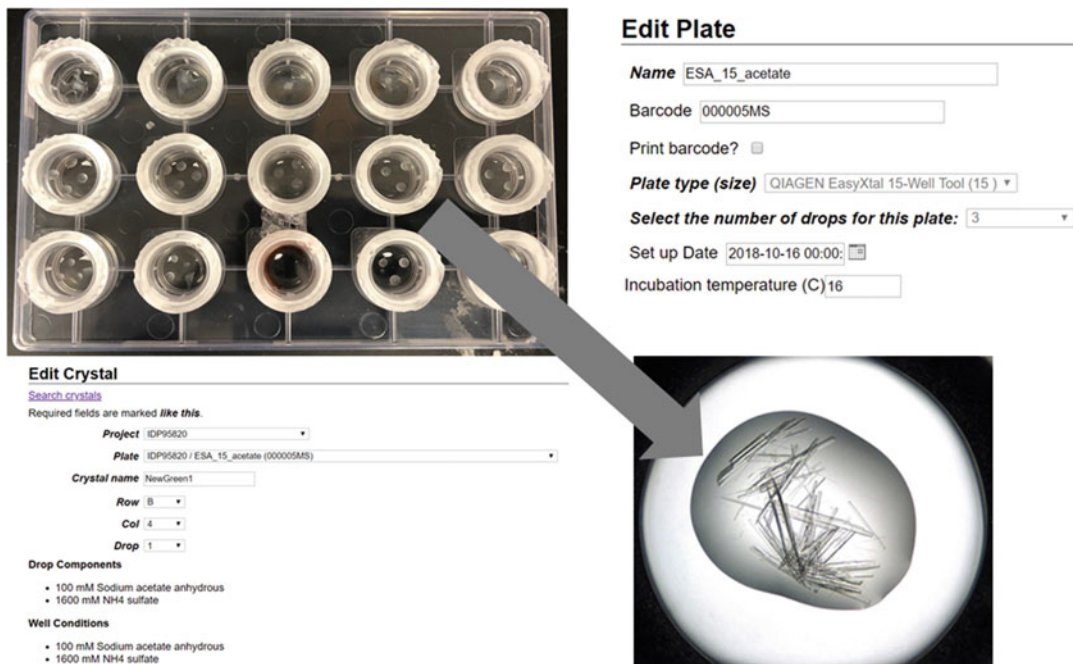 Edit Plate
Name ESA_15_acetate
Barcode 000005MS
Print barcode?
Plate type (size) QIAGEN EasyXtal 15-Well Tool (15 )
Select the number of drops for this plate: 3
Set up Date 2018-10-16 00:00:
Incubation temperature (C) 16
Edit Crystal
Search crystals
Required fields are marked like this.
Project IDP95820
Plate IDP95820 / ESA_15_acetate (000005MS)
Crystal name NewGreen1
Row B
Col 4
Drop 1
Drop Components
• 100 mM Sodium acetate anhydrous
• 1600 mM NH4 sulfate
Well Conditions
• 100 mM Sodium acetate anhydrous
• 1600 mM NH4 sulfate